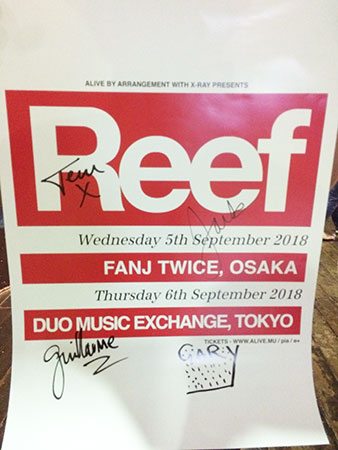 ALIVE BY ARRANGEMENT WITH X-RAY PRESENTS
Reef
Wednesday 5th September 2018
FANJ TWICE, OSAKA
Thursday 6th September 2018
DUO MUSIC EXCHANGE, TOKYO
TICKETS - WWW.ALIVE.MU / pia / e+
Guillaume
GARY